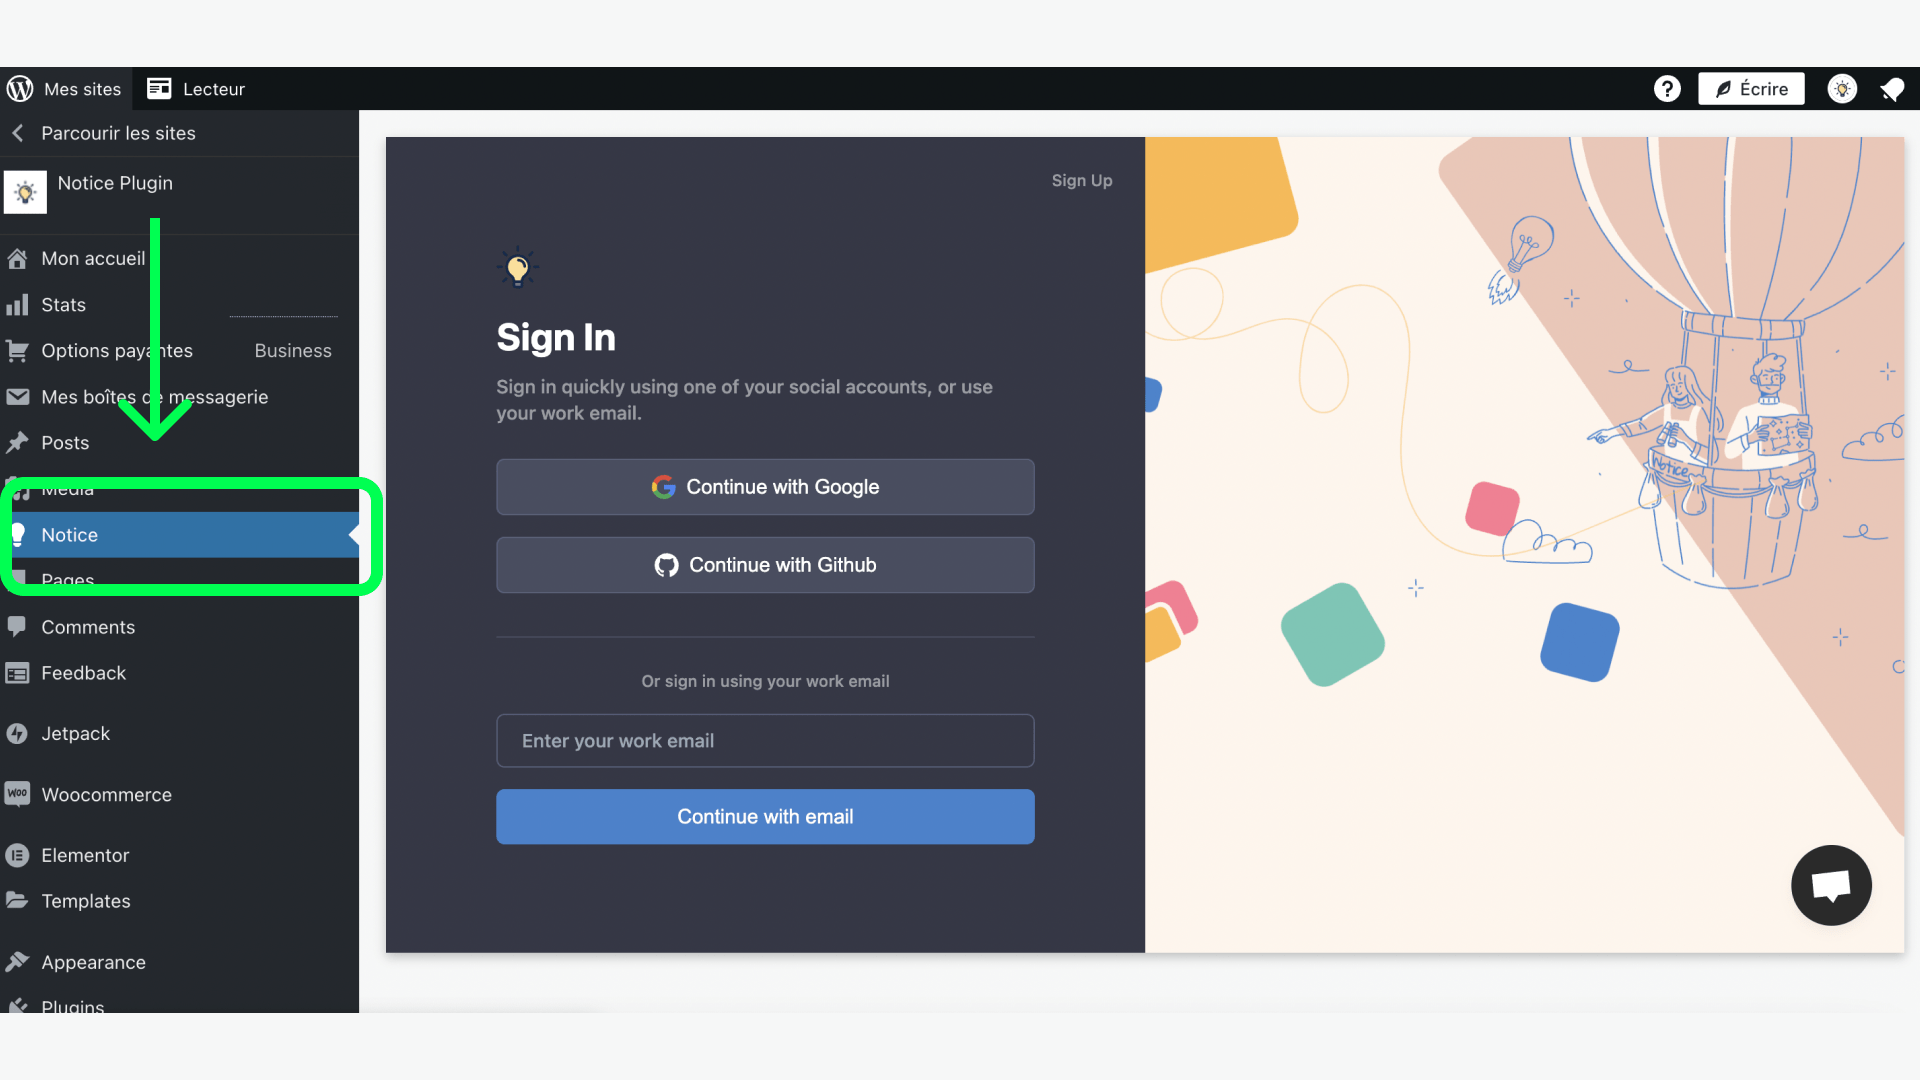 Mes sites
Lecteur
Écrire
Parcourir les sites
Notice Plugin
Mon accueil
Stats
Options payantes
Business
Mes boîtes de messagerie
Posts
Media
Notice
Pages
Comments
Feedback
Jetpack
Woo
Woocommerce
Elementor
Templates
Appearance
Plugins
Sign Up
Sign In
Sign in quickly using one of your social accounts, or use
your work email.
Continue with Google
Continue with Github
Or sign in using your work email
Enter your work email
Continue with email
Notice